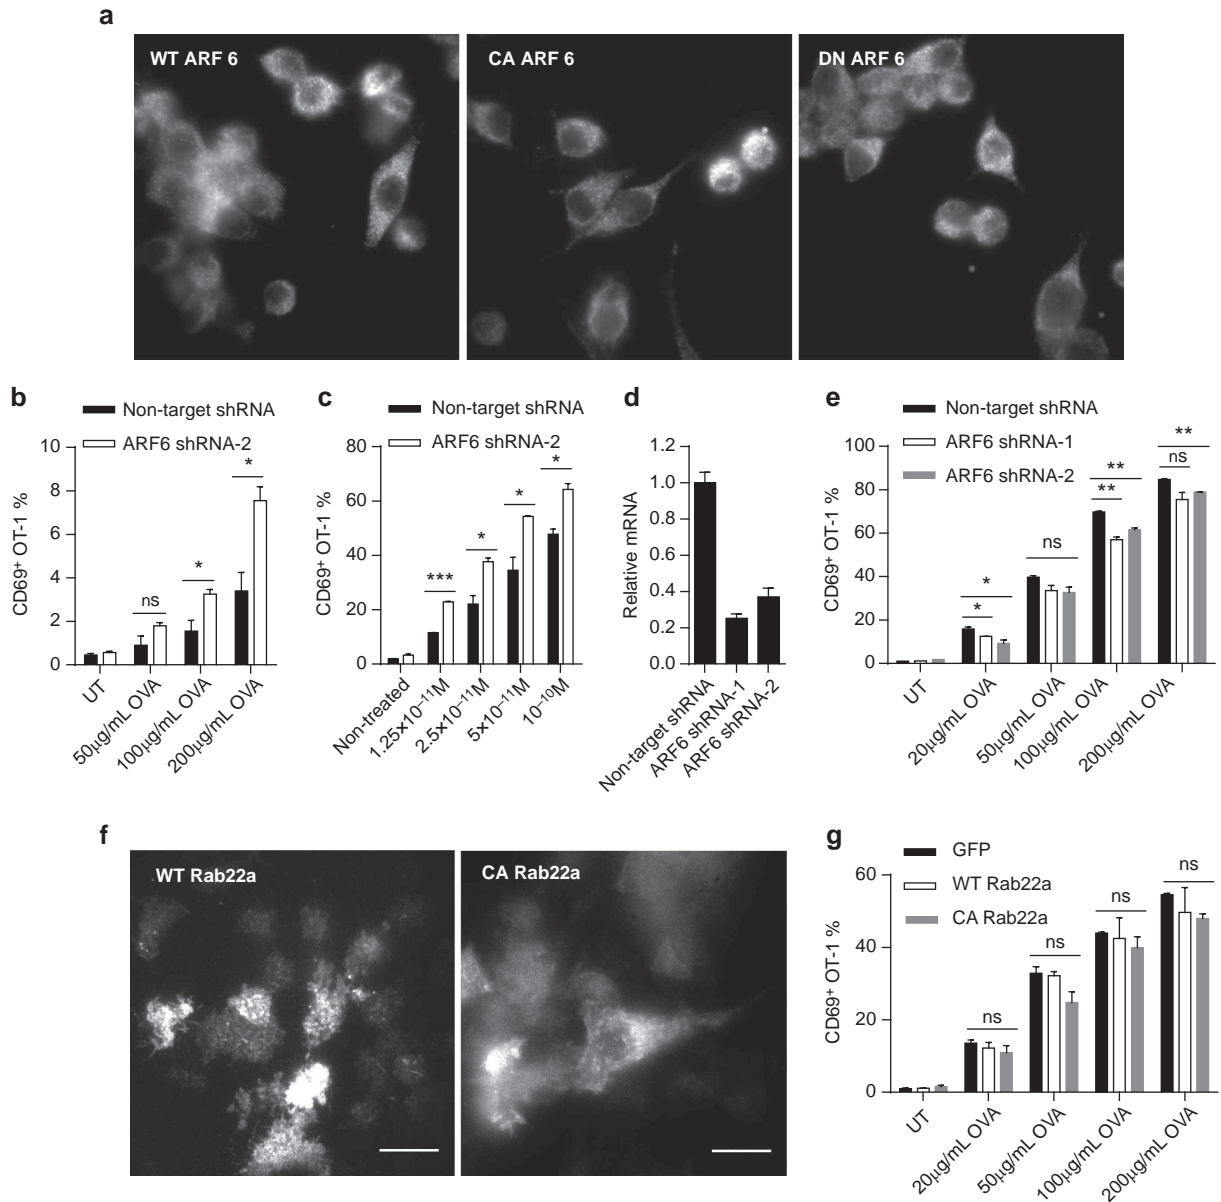 a
WT ARF 6
CA ARF 6
DN ARF 6
b
Non-target shRNA
ARF6 shRNA-2
CD69⁺ OT-1 %
10
8
6
4
2
0
ns
*
*
UT
50µg/mL OVA
100µg/mL OVA
200µg/mL OVA
c
Non-target shRNA
ARF6 shRNA-2
CD69⁺ OT-1 %
80
60
40
20
0
***
*
*
*
Non-treated
1.25×10⁻¹¹M
2.5×10⁻¹¹M
5×10⁻¹¹M
10⁻¹⁰M
d
Relative mRNA
1.2
1.0
0.8
0.6
0.4
0.2
0.0
Non-target shRNA
ARF6 shRNA-1
ARF6 shRNA-2
e
Non-target shRNA
ARF6 shRNA-1
ARF6 shRNA-2
CD69⁺ OT-1 %
100
80
60
40
20
0
*
*
ns
**
**
**
ns
UT
20µg/mL OVA
50µg/mL OVA
100µg/mL OVA
200µg/mL OVA
f
WT Rab22a
CA Rab22a
g
GFP
WT Rab22a
CA Rab22a
CD69⁺ OT-1 %
60
40
20
0
ns
ns
ns
ns
UT
20µg/mL OVA
50µg/mL OVA
100µg/mL OVA
200µg/mL OVA